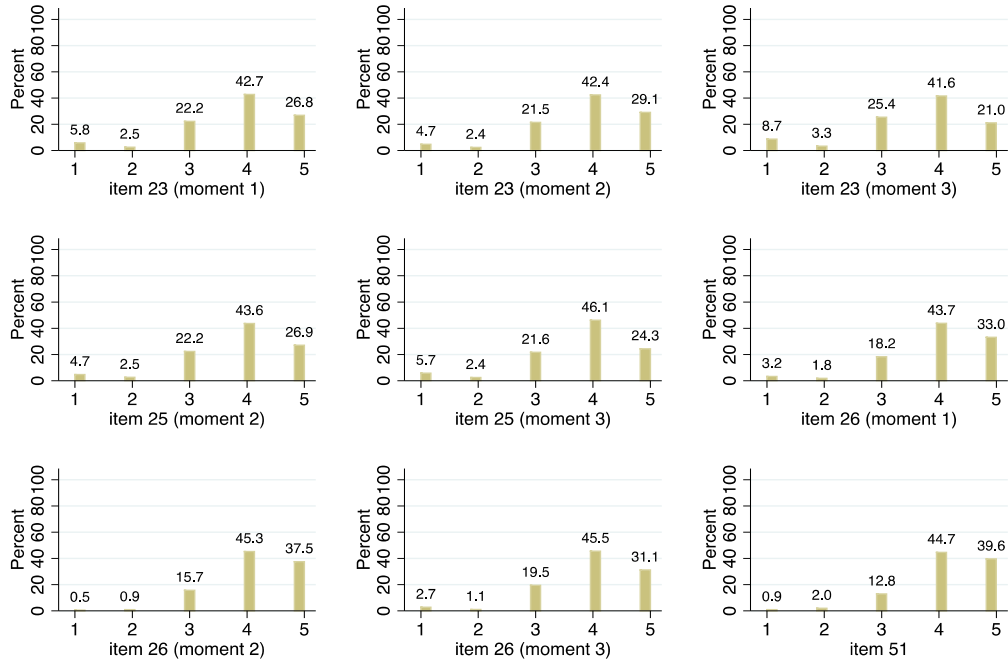 Percent
0 20 40 60 80 100
5.8 2.5 22.2 42.7 26.8
1 2 3 4 5
item 23 (moment 1)
Percent
0 20 40 60 80 100
4.7 2.4 21.5 42.4 29.1
1 2 3 4 5
item 23 (moment 2)
Percent
0 20 40 60 80 100
8.7 3.3 25.4 41.6 21.0
1 2 3 4 5
item 23 (moment 3)
Percent
0 20 40 60 80 100
4.7 2.5 22.2 43.6 26.9
1 2 3 4 5
item 25 (moment 2)
Percent
0 20 40 60 80 100
5.7 2.4 21.6 46.1 24.3
1 2 3 4 5
item 25 (moment 3)
Percent
0 20 40 60 80 100
3.2 1.8 18.2 43.7 33.0
1 2 3 4 5
item 26 (moment 1)
Percent
0 20 40 60 80 100
0.5 0.9 15.7 45.3 37.5
1 2 3 4 5
item 26 (moment 2)
Percent
0 20 40 60 80 100
2.7 1.1 19.5 45.5 31.1
1 2 3 4 5
item 26 (moment 3)
Percent
0 20 40 60 80 100
0.9 2.0 12.8 44.7 39.6
1 2 3 4 5
item 51